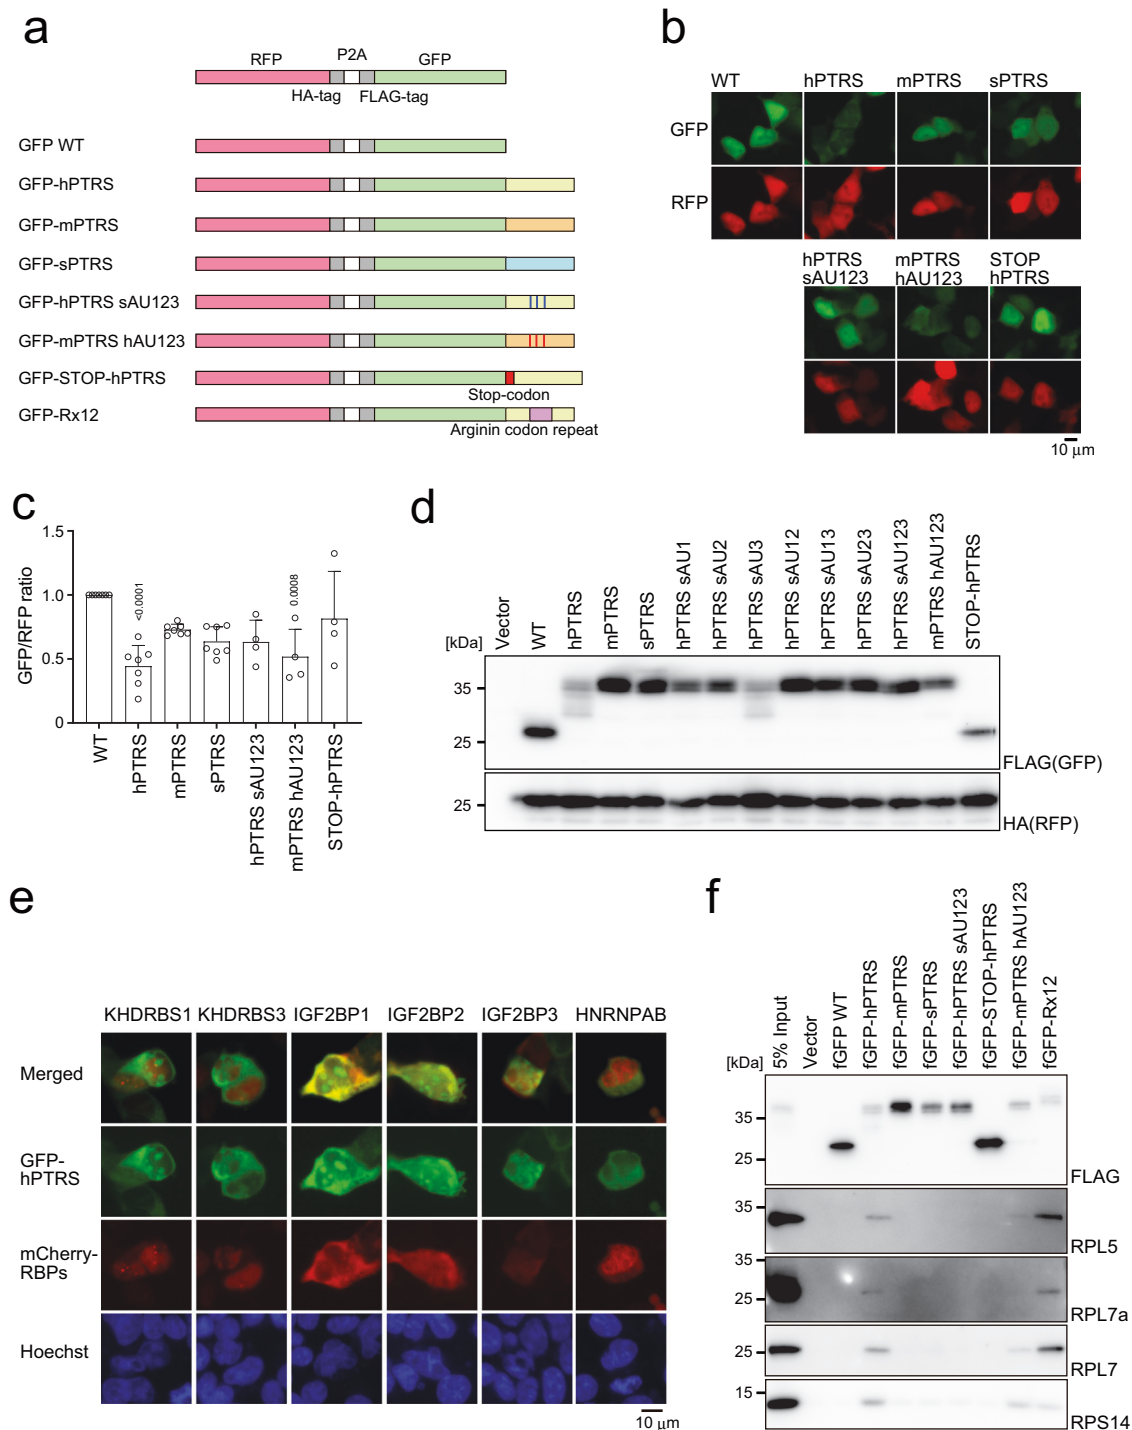 a
RFP
P2A
GFP
HA-tag
FLAG-tag
GFP WT
GFP-hPTRS
GFP-mPTRS
GFP-sPTRS
GFP-hPTRS sAU123
GFP-mPTRS hAU123
GFP-STOP-hPTRS
Stop-codon
GFP-Rx12
Arginin codon repeat
b
WT
hPTRS
mPTRS
sPTRS
GFP
RFP
hPTRS
sAU123
mPTRS
hAU123
STOP
hPTRS
10 µm
c
GFP/RFP ratio
1.5
1.0
0.5
0
<0.0001
0.0008
WT
hPTRS
mPTRS
sPTRS
hPTRS sAU123
mPTRS hAU123
STOP-hPTRS
d
[kDa]
Vector
WT
hPTRS
mPTRS
sPTRS
hPTRS sAU1
hPTRS sAU2
hPTRS sAU3
hPTRS sAU12
hPTRS sAU13
hPTRS sAU23
hPTRS sAU123
mPTRS hAU123
STOP-hPTRS
35
25
FLAG(GFP)
25
HA(RFP)
e
KHDRBS1
KHDRBS3
IGF2BP1
IGF2BP2
IGF2BP3
HNRNPAB
Merged
GFP-
hPTRS
mCherry-
RBPs
Hoechst
10 µm
f
[kDa]
5% Input
Vector
fGFP WT
fGFP-hPTRS
fGFP-mPTRS
fGFP-sPTRS
fGFP-hPTRS sAU123
fGFP-STOP-hPTRS
fGFP-mPTRS hAU123
fGFP-Rx12
35
25
FLAG
35
RPL5
35
25
RPL7a
25
RPL7
15
RPS14